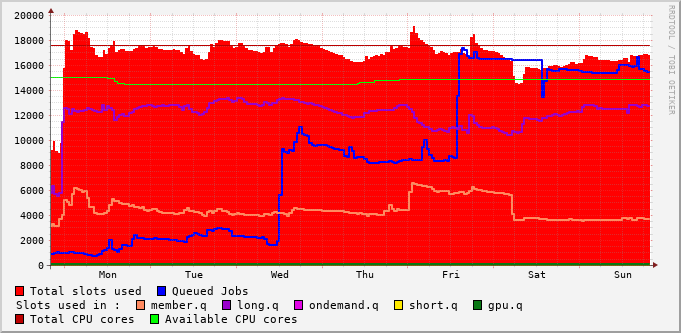 RRDTOOL / TOBI OETIKER
20000
18000
16000
14000
12000
10000
8000
6000
4000
2000
0
Mon Tue Wed Thu Fri Sat Sun
Total slots used Queued Jobs
Slots used in : member.q long.q ondemand.q short.q gpu.q
Total CPU cores Available CPU cores